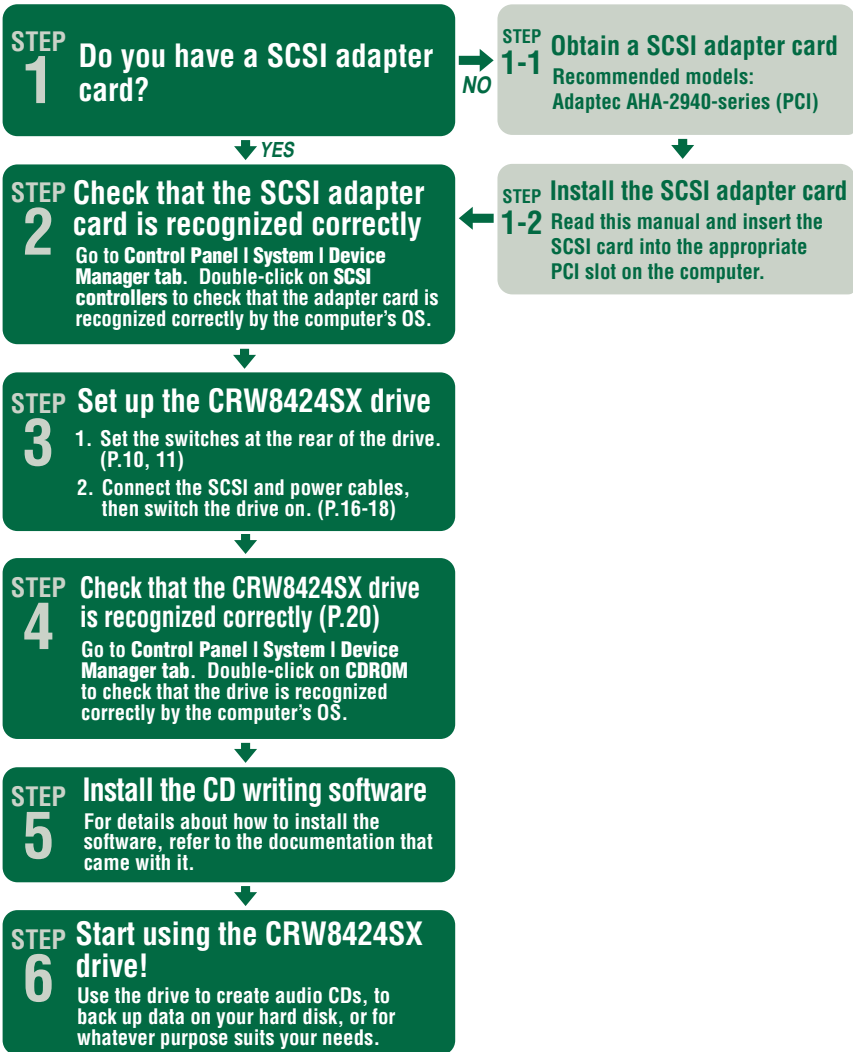 STEP
1
Do you have a SCSI adapter
card?
NO
STEP
1-1
Obtain a SCSI adapter card
Recommended models:
Adaptec AHA-2940-series (PCI)
YES
STEP
1-2
Install the SCSI adapter card
Read this manual and insert the
SCSI card into the appropriate
PCI slot on the computer.
STEP
2
Check that the SCSI adapter
card is recognized correctly
Go to Control Panel | System | Device
Manager tab. Double-click on SCSI
controllers to check that the adapter card is
recognized correctly by the computer's OS.
STEP
3
Set up the CRW8424SX drive
1. Set the switches at the rear of the drive.
(P.10, 11)
2. Connect the SCSI and power cables,
then switch the drive on. (P.16-18)
STEP
4
Check that the CRW8424SX drive
is recognized correctly (P.20)
Go to Control Panel | System | Device
Manager tab. Double-click on CDROM
to check that the drive is recognized
correctly by the computer's OS.
STEP
5
Install the CD writing software
For details about how to install the
software, refer to the documentation that
came with it.
STEP
6
Start using the CRW8424SX
drive!
Use the drive to create audio CDs, to
back up data on your hard disk, or for
whatever purpose suits your needs.